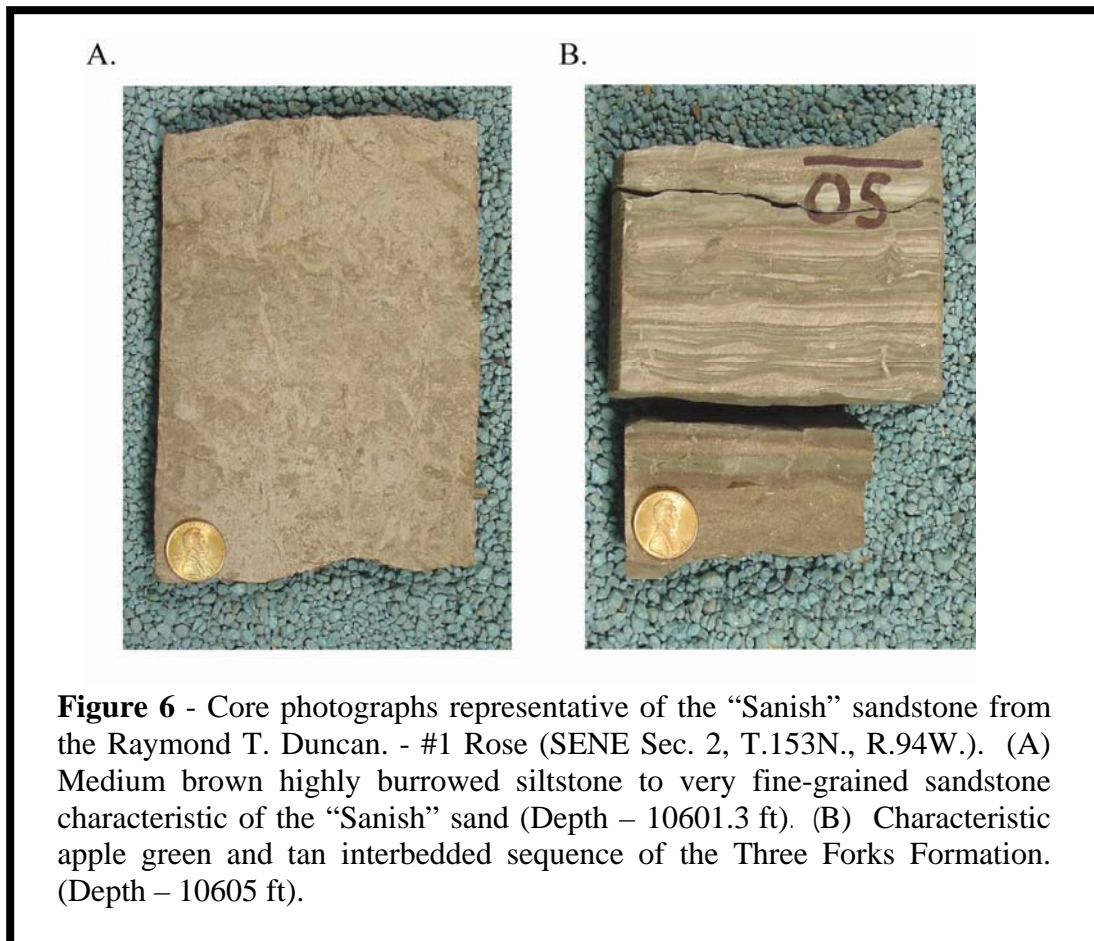 A. B.
05
Figure 6 - Core photographs representative of the “Sanish” sandstone from
the Raymond T. Duncan. - #1 Rose (SENE Sec. 2, T.153N., R.94W.). (A)
Medium brown highly burrowed siltstone to very fine-grained sandstone
characteristic of the “Sanish” sand (Depth – 10601.3 ft). (B) Characteristic
apple green and tan interbedded sequence of the Three Forks Formation.
(Depth – 10605 ft).